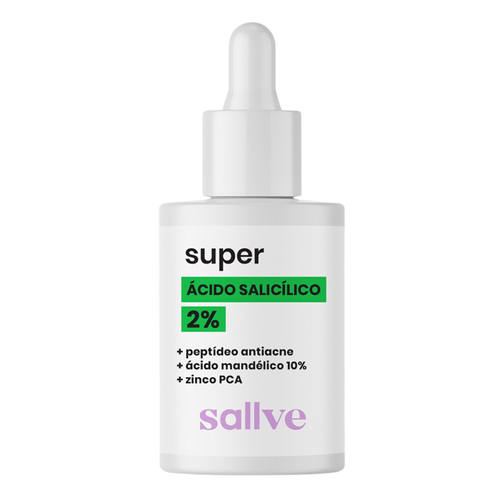 super
ÁCIDO SALICÍLICO
2%
+ peptídeo antiacne
+ ácido mandélico 10%
+ zinco PCA
sallve